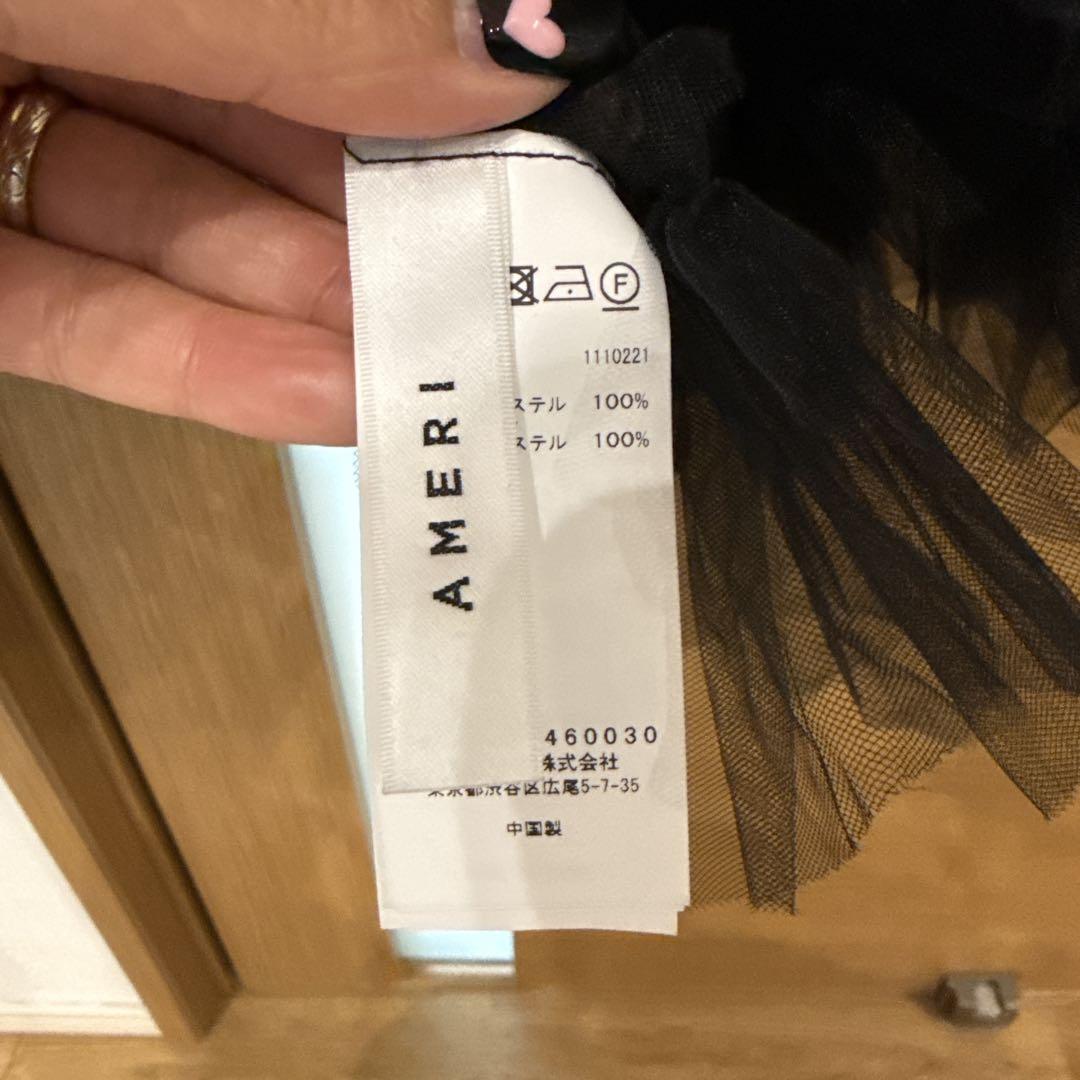 AMERI
F
1110221
ステル 100%
ステル 100%
460030
株式会社
東京都渋谷区広尾5-7-35
中国製